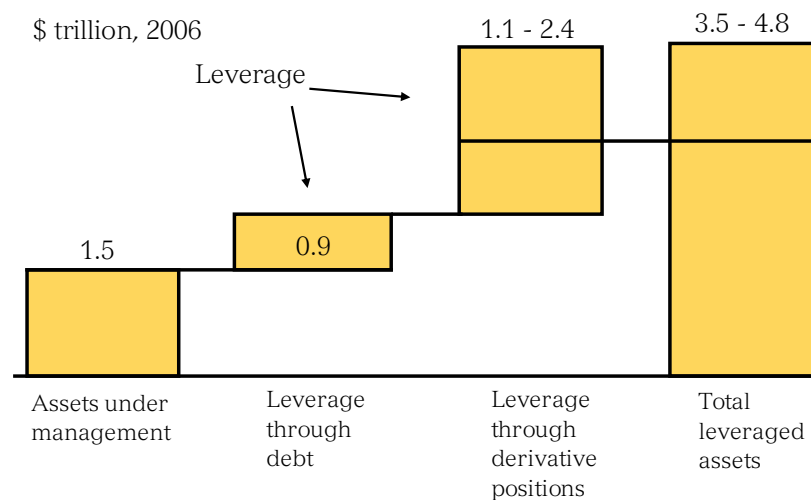 $ trillion, 2006
1.1 - 2.4
3.5 - 4.8
Leverage
1.5
0.9
Assets under
management
Leverage
through
debt
Leverage
through
derivative
positions
Total
leveraged
assets